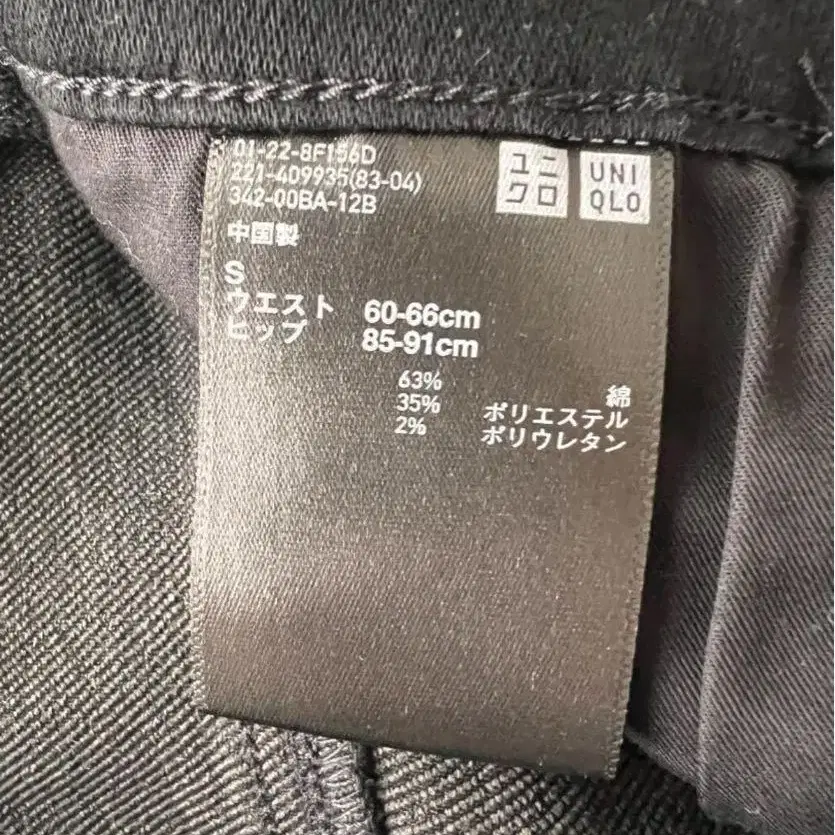 01-22-8F156D
221-409935(83-04)
342-00BA-12B
ユニ
クロ
UNI
QLO
中国製
S
ウエスト 60-66cm
ヒップ 85-91cm
63% 綿
35% ポリエステル
2% ポリウレタン